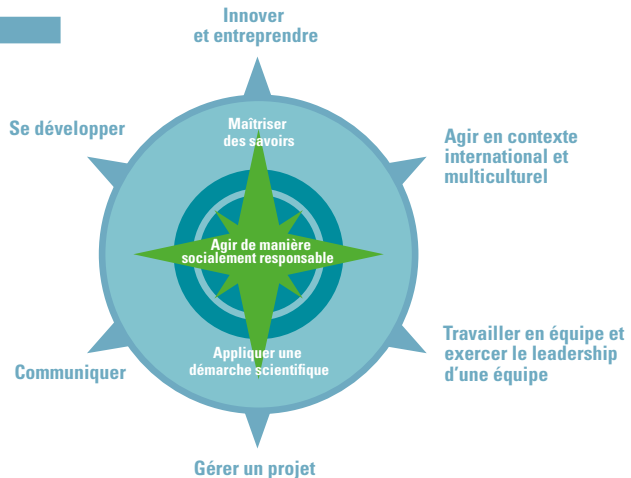 Innover
et entreprendre
Se développer
Maîtriser
des savoirs
Agir en contexte
international et
multiculturel
Agir de manière
socialement responsable
Appliquer une
démarche scientifique
Travailler en équipe et
exercer le leadership
d'une équipe
Communiquer
Gérer un projet